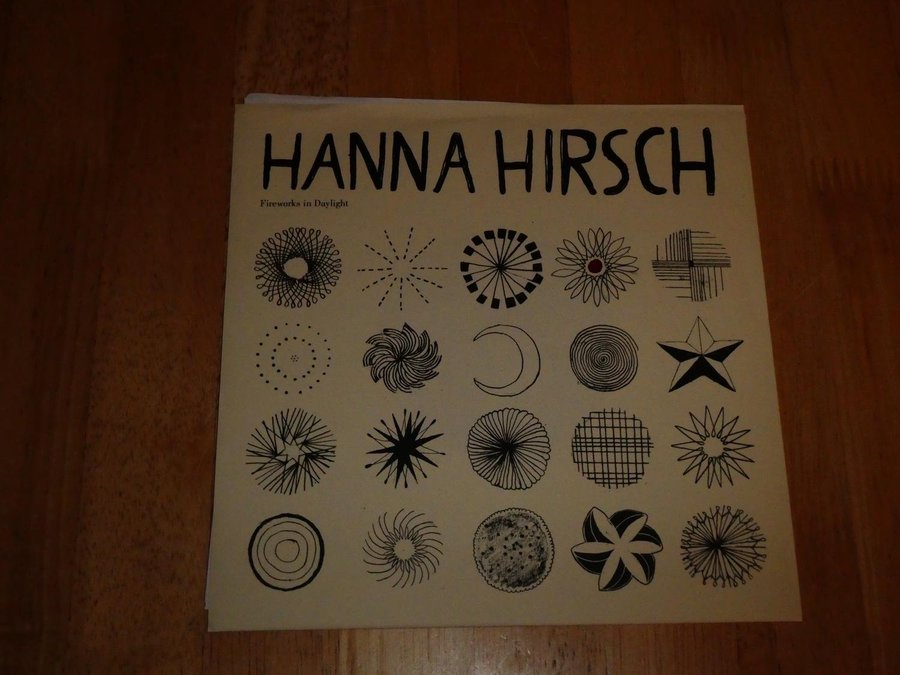 HANNA HIRSCH
Fireworks in Daylight